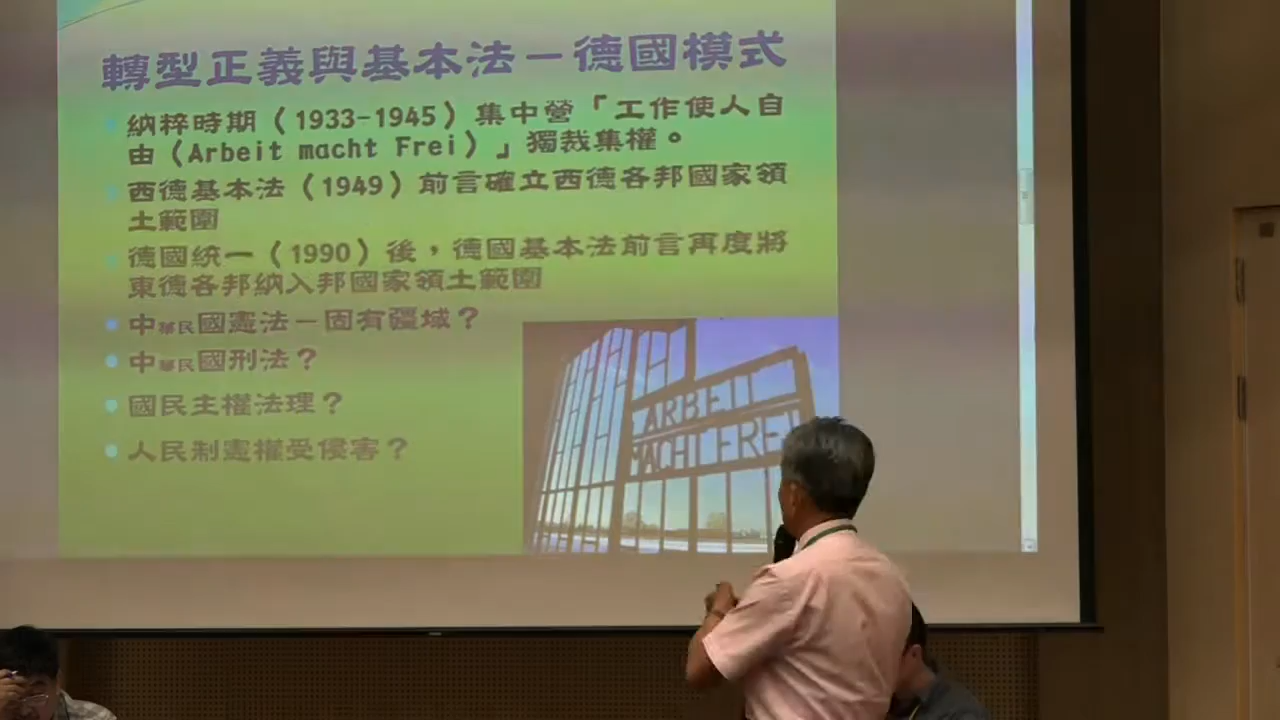 轉型正義與基本法－德國模式
納粹時期（1933-1945）集中營「工作使人自
由（Arbeit macht Frei）」獨裁集權。
西德基本法（1949）前言確立西德各邦國家領
土範圍
德國統一（1990）後，德國基本法前言再度將
東德各邦納入邦國家領土範圍
中華民國憲法－固有疆域？
中華民國刑法？
國民主權法理？
人民制憲權受侵害？
ARBEIT
MACHT FREI